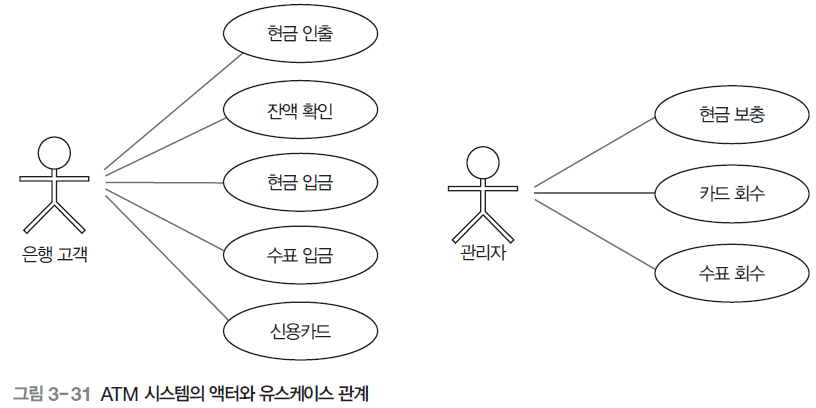 현금 인출
잔액 확인
현금 입금
수표 입금
신용카드
은행 고객
현금 보충
카드 회수
수표 회수
관리자
그림 3-31 ATM 시스템의 액터와 유스케이스 관계